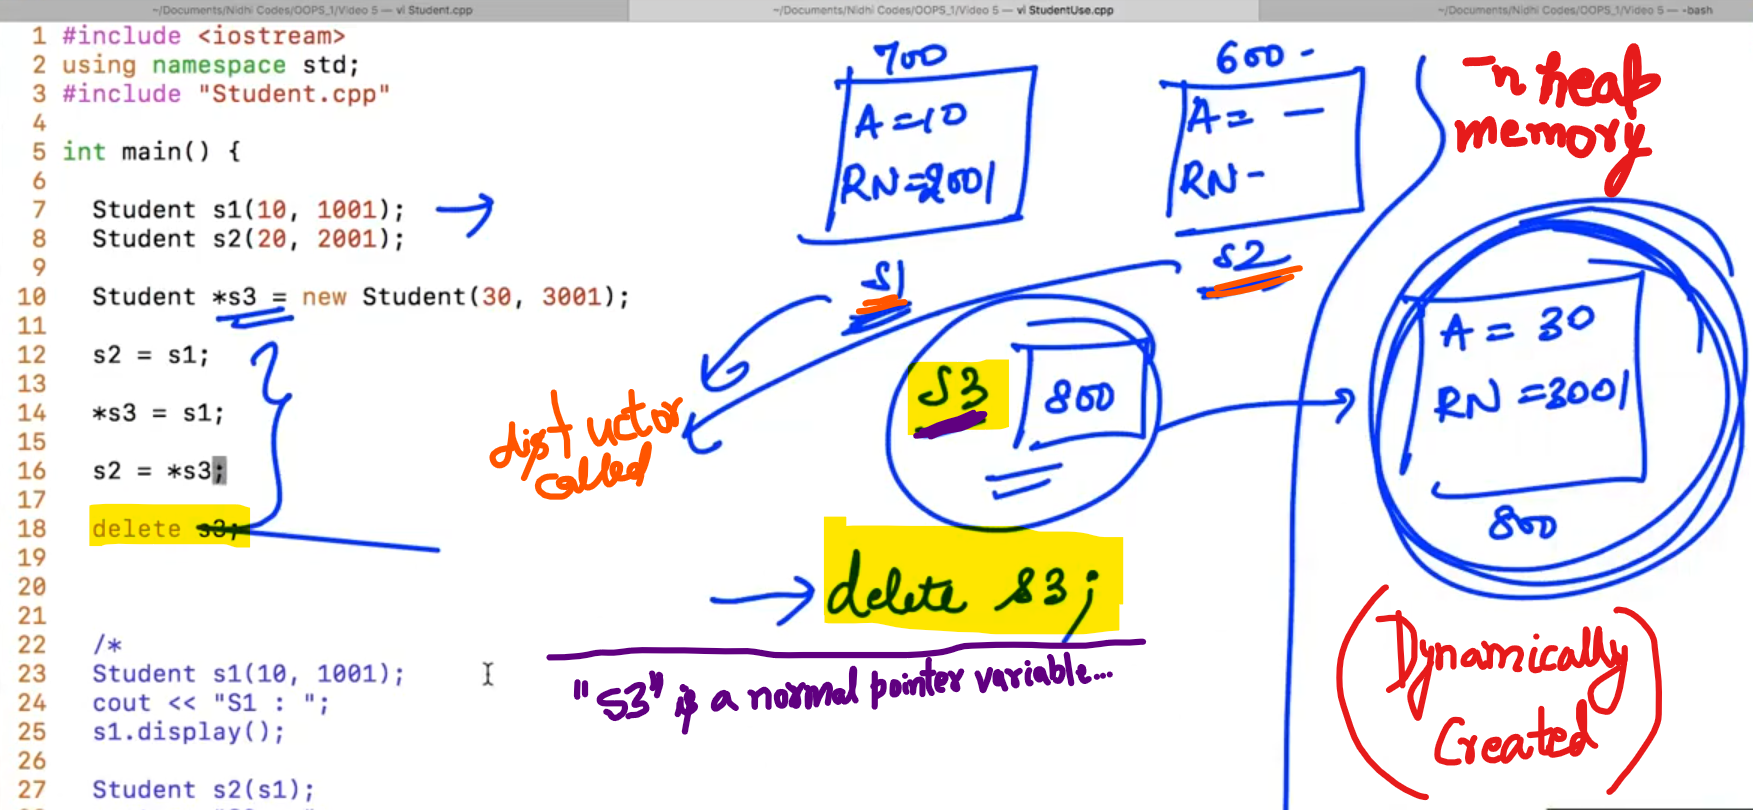 ~/Documents/Nidhi Codes/OOPS_1/Video 5 — vi Student.cpp
~/Documents/Nidhi Codes/OOPS_1/Video 5 — vi StudentUse.cpp
~/Documents/Nidhi Codes/OOPS_1/Video 5 — -bash
1 #include <iostream>
2 using namespace std;
3 #include "Student.cpp"
4
5 int main() {
6
7 Student s1(10, 1001);
8 Student s2(20, 2001);
9
10 Student *s3 = new Student(30, 3001);
11
12 s2 = s1;
13
14 *s3 = s1;
15
16 s2 = *s3;
17
18 delete s3;
19
20
21
22 /*
23 Student s1(10, 1001);
24 cout << "S1 : ";
25 s1.display();
26
27 Student s2(s1);
700
A = 10
RN = 2001
S1
600 -
A = —
RN -
S2
distuctor
called
S3
800
delete s3;
"S3" is a normal pointer variable...
heap
memory
A = 30
RN = 3001
800
(Dynamically
Created)